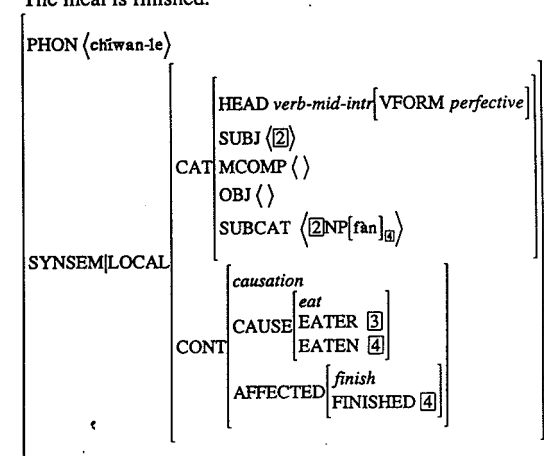 The meal is finished.
PHON ⟨chīwan-le⟩
HEAD verb-mid-intr[VFORM perfective]
SUBJ ⟨[2]⟩
CAT MCOMP ⟨ ⟩
OBJ ⟨ ⟩
SUBCAT ⟨[2]NP[fàn][4]⟩
SYNSEM|LOCAL
causation
CAUSE eat
EATER [3]
EATEN [4]
CONT
AFFECTED finish
FINISHED [4]